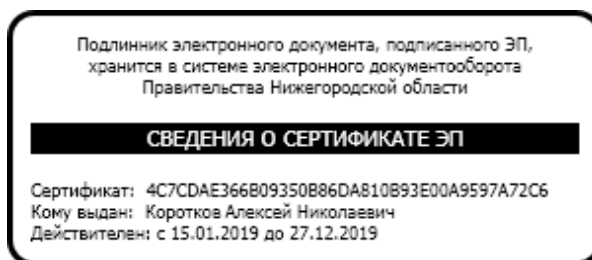 Подлинник электронного документа, подписанного ЭП,
хранится в системе электронного документооборота
Правительства Нижегородской области
СВЕДЕНИЯ О СЕРТИФИКАТЕ ЭП
Сертификат: 4C7CDAE366B09350B86DA810B93E00A9597A72C6
Кому выдан: Коротков Алексей Николаевич
Действителен: с 15.01.2019 до 27.12.2019